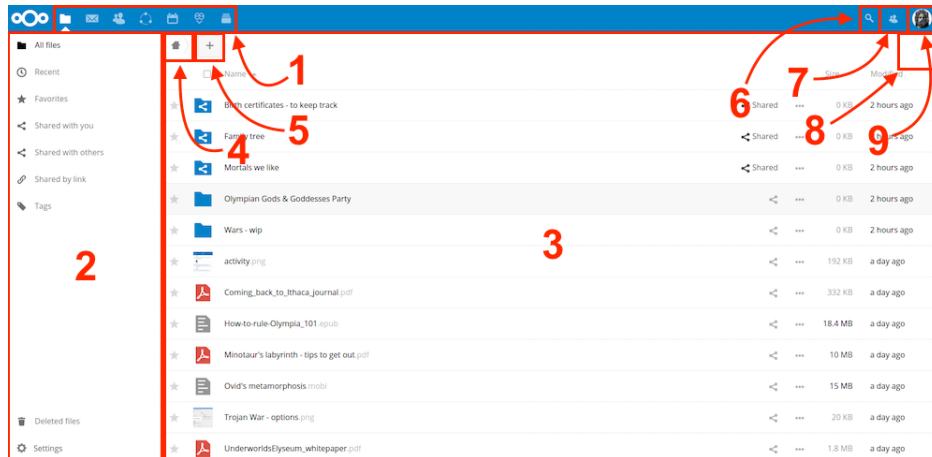 All files
Recent
Favorites
Shared with you
Shared with others
Shared by link
Tags
Deleted files
Settings
+
Name Size Modified
Birth certificates - to keep track Shared ... 0 KB 2 hours ago
Family tree Shared ... 0 KB 2 hours ago
Mortals we like Shared ... 0 KB 2 hours ago
Olympian Gods & Goddesses Party ... 0 KB 2 hours ago
Wars - wip ... 0 KB 2 hours ago
activity.png ... 192 KB a day ago
Coming_back_to_Ithaca_journal.pdf ... 332 KB a day ago
How-to-rule-Olympia_101.epub ... 18.4 MB a day ago
Minotaur's labyrinth - tips to get out.pdf ... 10 MB a day ago
Ovid's metamorphosis.mobi ... 15 MB a day ago
Trojan War - options.png ... 20 KB a day ago
UnderworldsElyseum_whitepaper.pdf ... 1.8 MB a day ago
1
2
3
4
5
6
7
8
9